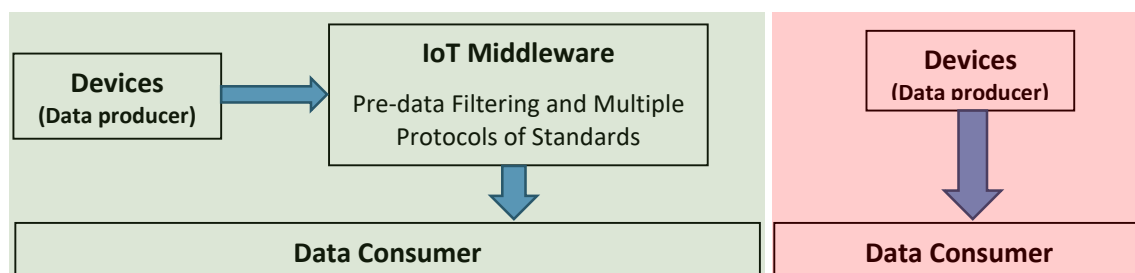 Devices
(Data producer)
IoT Middleware
Pre-data Filtering and Multiple
Protocols of Standards
Data Consumer
Devices
(Data producer)
Data Consumer